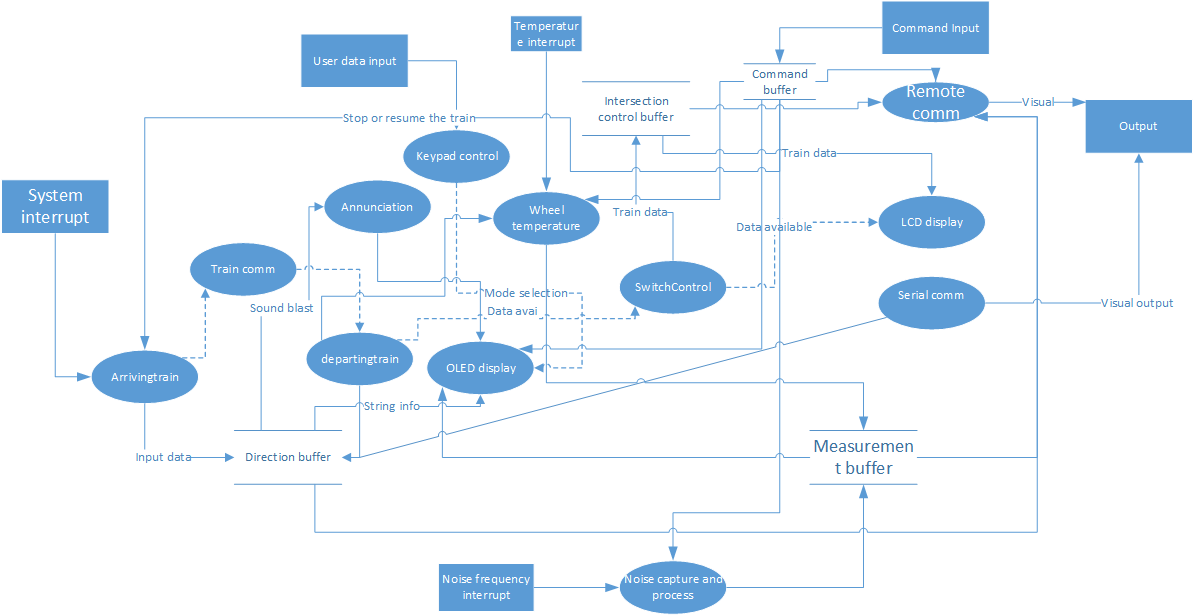 Temperatur
e interrupt
Command Input
User data input
Command
buffer
Remote
comm
Intersection
control buffer
Visual
Output
Stop or resume the train
Keypad control
Train data
System
interrupt
Annunciation
Wheel
temperature
Train data
LCD display
Data available
Train comm
SwitchControl
Mode selection
Serial comm
Sound blast
Data avai
Visual output
departingtrain
OLED display
Arrivingtrain
String info
Input data
Direction buffer
Measuremen
t buffer
Noise frequency
interrupt
Noise capture and
process